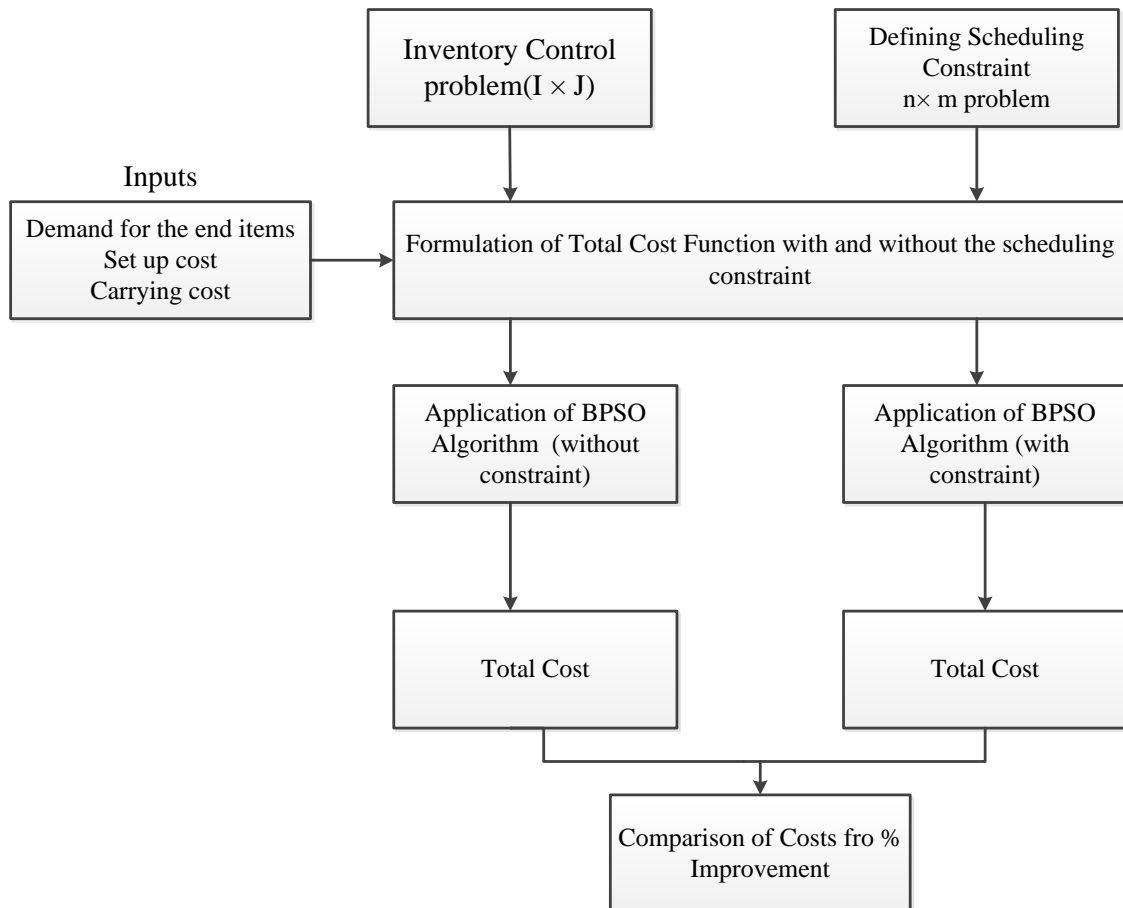 Inventory Control
problem(I × J)
Defining Scheduling
Constraint
n× m problem
Inputs
Demand for the end items
Set up cost
Carrying cost
Formulation of Total Cost Function with and without the scheduling
constraint
Application of BPSO
Algorithm (without
constraint)
Application of BPSO
Algorithm (with
constraint)
Total Cost
Total Cost
Comparison of Costs fro %
Improvement